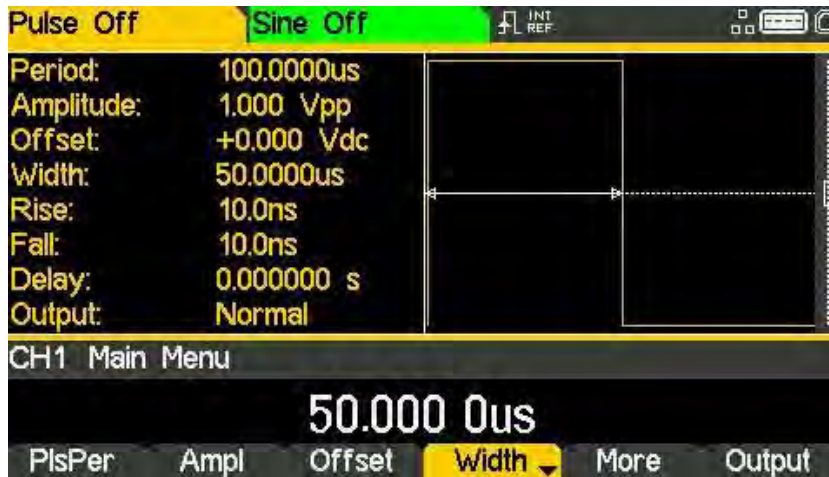 Pulse Off Sine Off INT REF
Period: 100.0000us
Amplitude: 1.000 Vpp
Offset: +0.000 Vdc
Width: 50.0000us
Rise: 10.0ns
Fall: 10.0ns
Delay: 0.000000 s
Output: Normal
CH1 Main Menu
50.000 0us
PlsPer Ampl Offset Width More Output